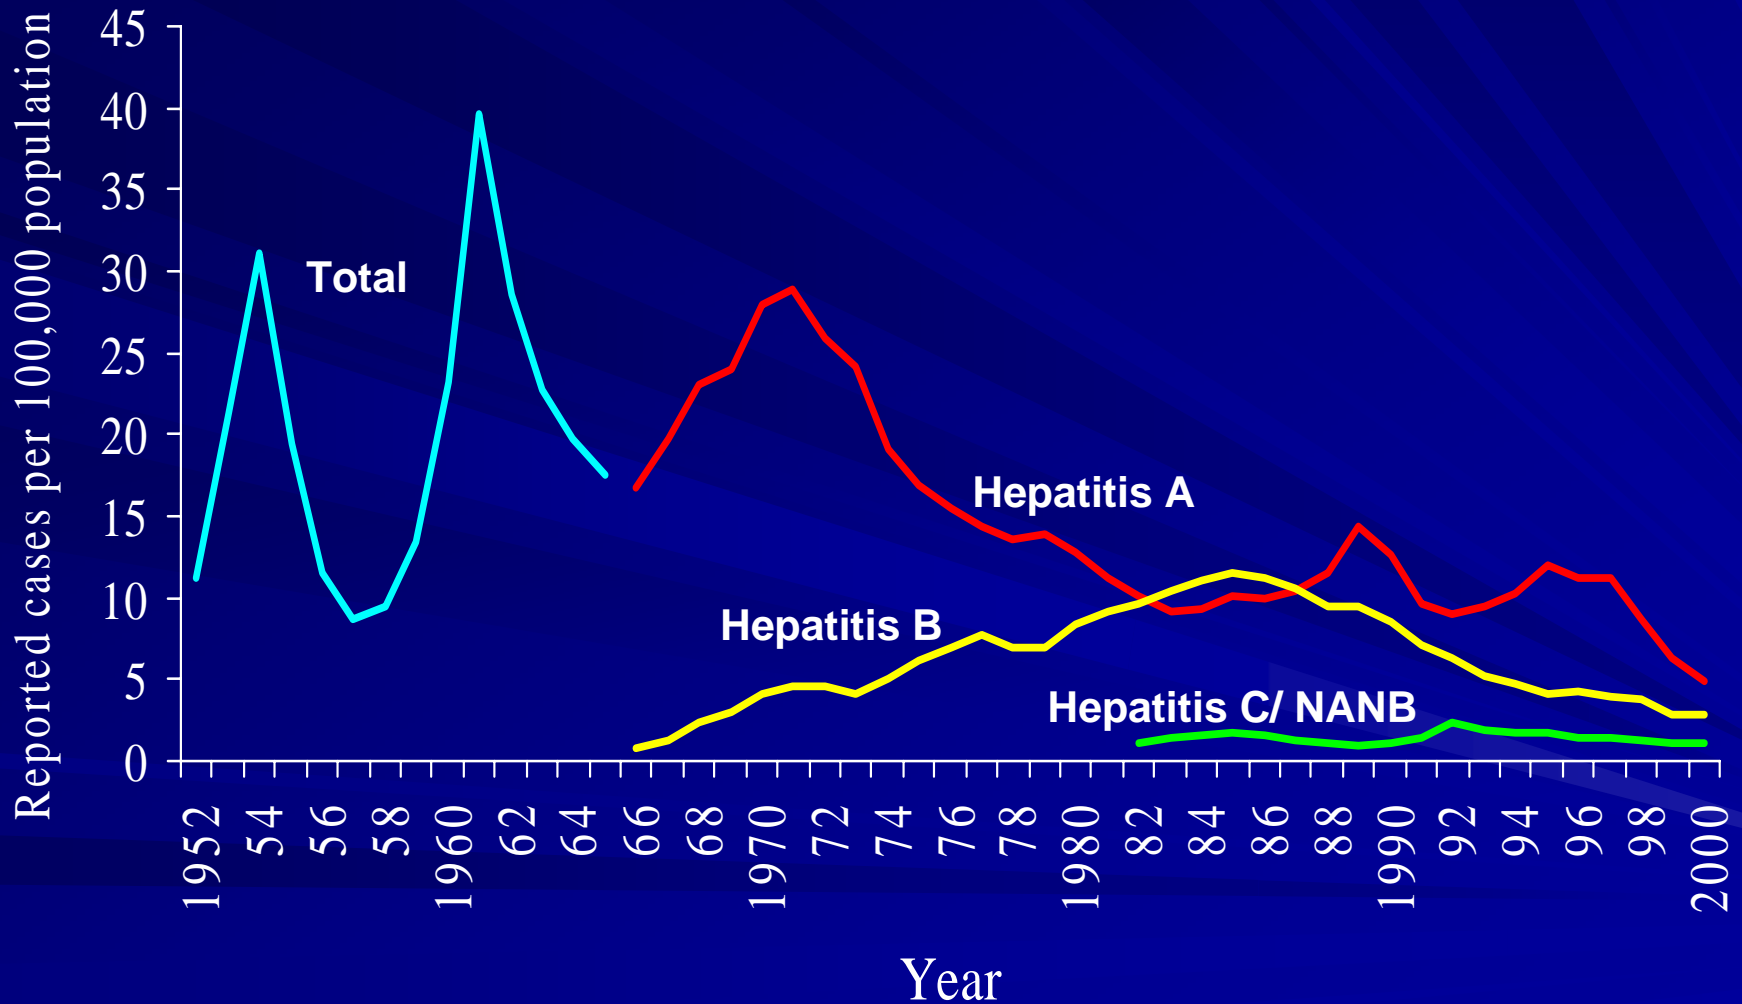 Reported cases per 100,000 population
45
40
35
30
25
20
15
10
5
0
Total
Hepatitis A
Hepatitis B
Hepatitis C/ NANB
1952 54 56 58 1960 62 64 66 68 1970 72 74 76 78 1980 82 84 86 88 1990 92 94 96 98 2000
Year